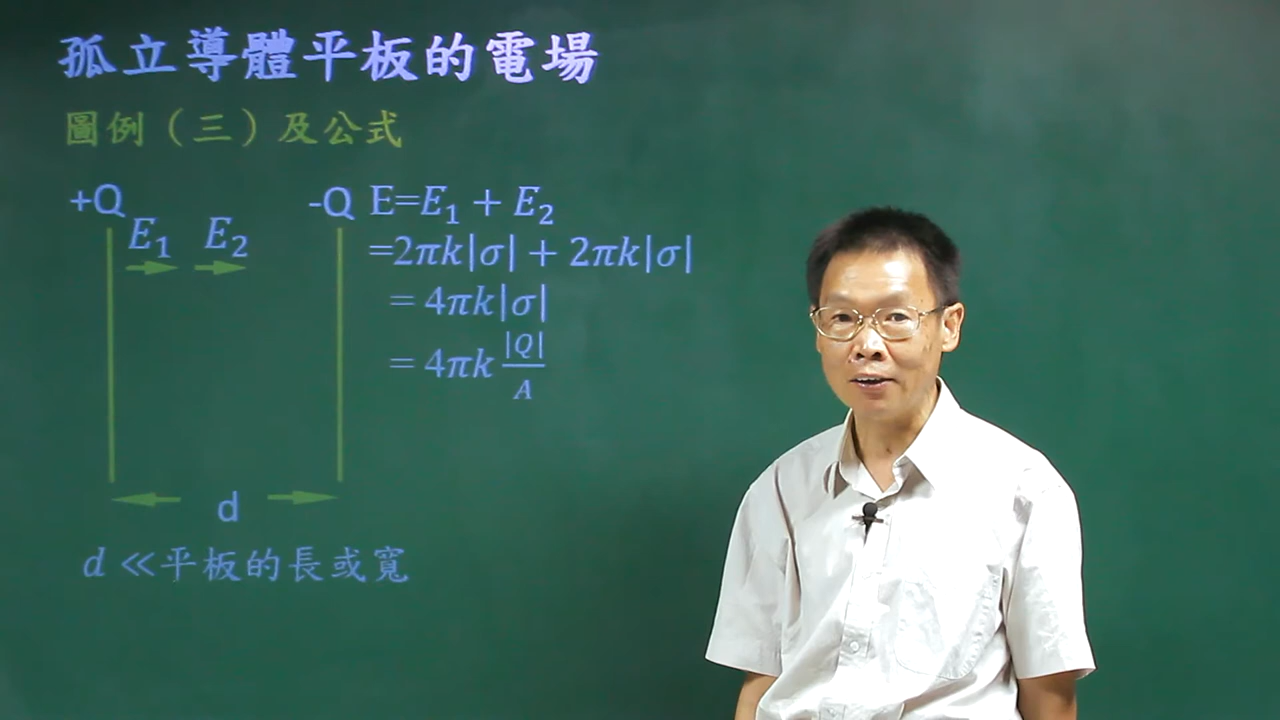 孤立導體平板的電場
圖例（三）及公式
+Q
-Q
E₁
E₂
E=E₁ + E₂
=2πk|σ| + 2πk|σ|
= 4πk|σ|
= 4πk |Q|/A
d
d ≪平板的長或寬